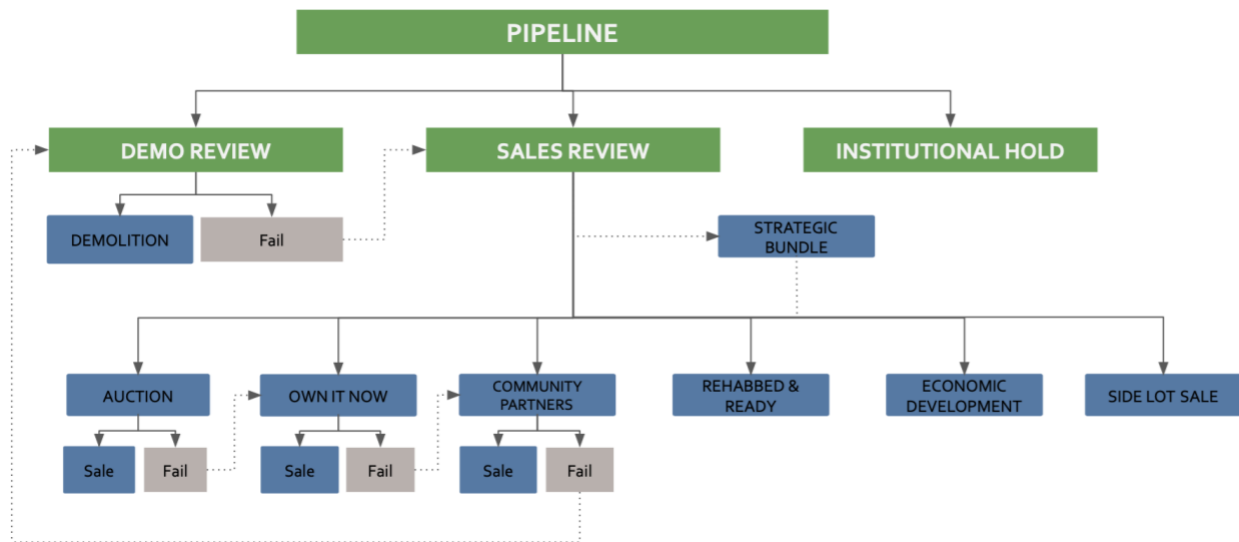 PIPELINE
DEMO REVIEW
SALES REVIEW
INSTITUTIONAL HOLD
DEMOLITION
Fail
STRATEGIC
BUNDLE
AUCTION
OWN IT NOW
COMMUNITY
PARTNERS
REHABBED &
READY
ECONOMIC
DEVELOPMENT
SIDE LOT SALE
Sale
Fail
Sale
Fail
Sale
Fail